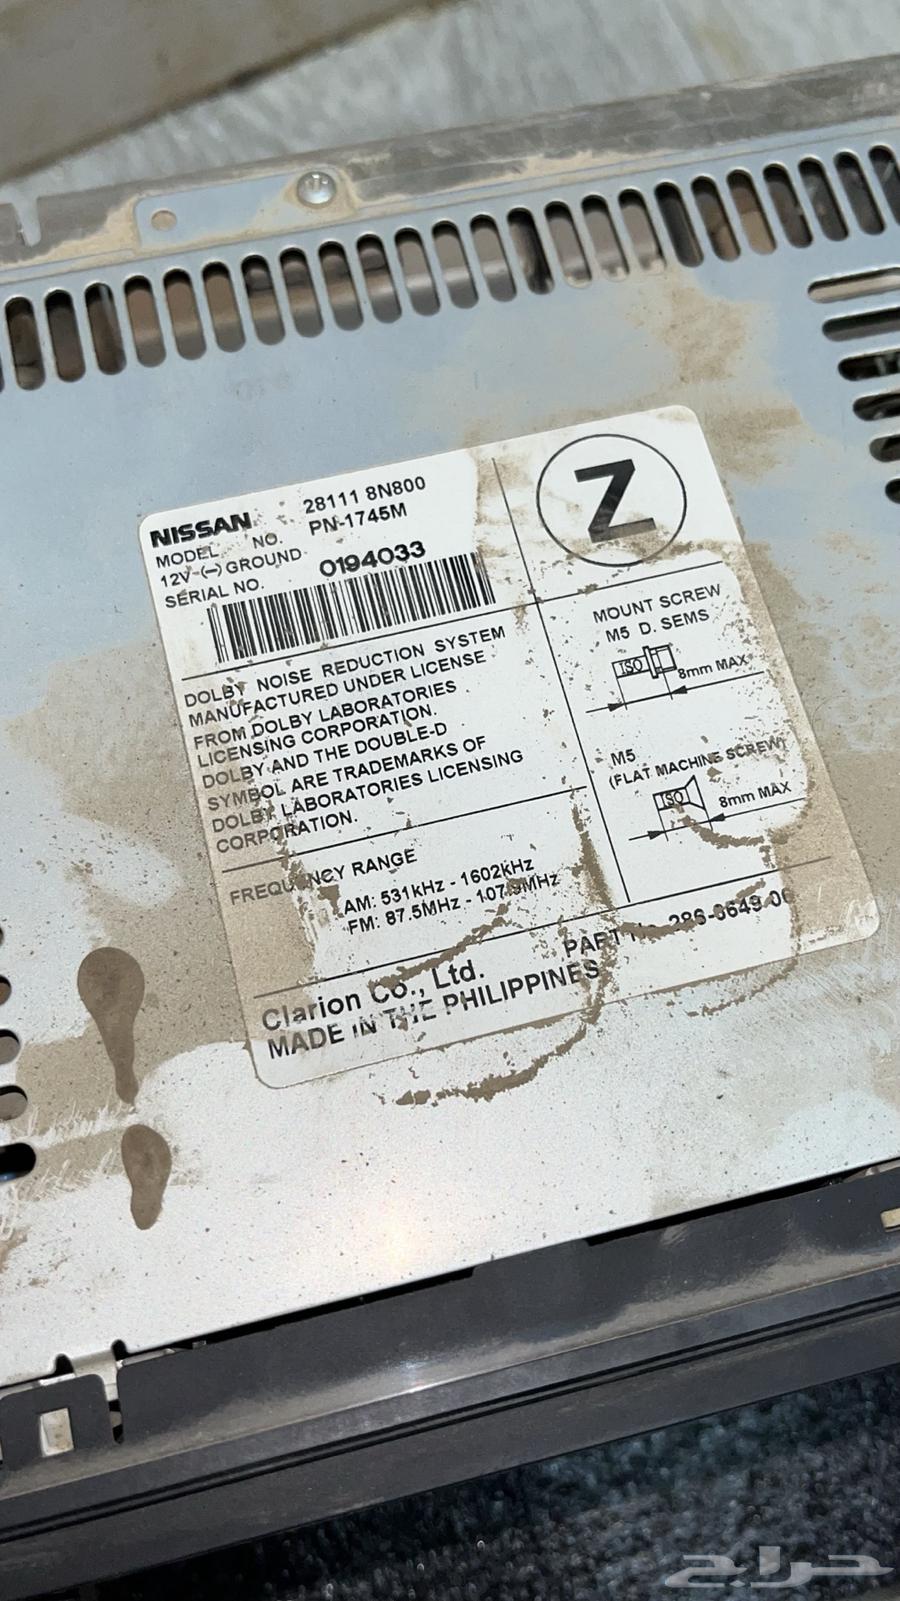 NISSAN 28111 8N800
MODEL NO. PN-1745M
12V (−) GROUND
SERIAL NO. 0194033
Z
DOLBY NOISE REDUCTION SYSTEM
MANUFACTURED UNDER LICENSE
FROM DOLBY LABORATORIES
LICENSING CORPORATION.
DOLBY AND THE DOUBLE-D
SYMBOL ARE TRADEMARKS OF
DOLBY LABORATORIES LICENSING
CORPORATION.
MOUNT SCREW
M5 D. SEMS
ISO
8mm MAX
M5
(FLAT MACHINE SCREW)
ISO
8mm MAX
FREQUENCY RANGE
AM: 531kHz - 1602kHz
FM: 87.5MHz - 107.9MHz
PART No.
Clarion Co., Ltd.
MADE IN THE PHILIPPINES
حراج